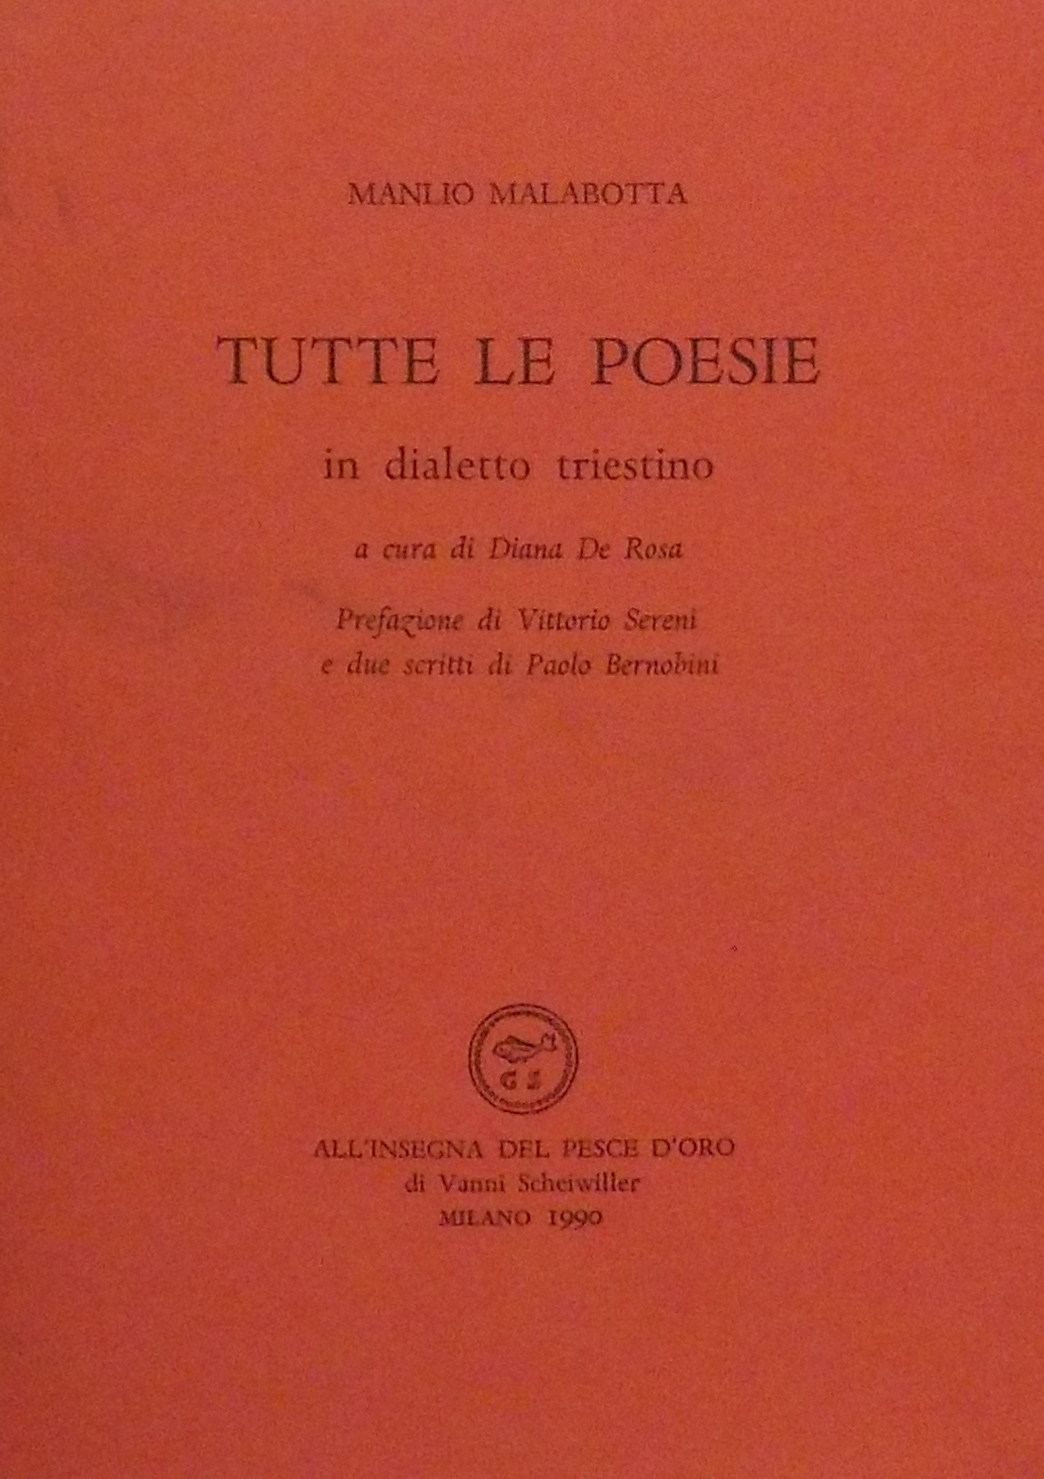 MANLIO MALABOTTA
TUTTE LE POESIE
in dialetto triestino
a cura di Diana De Rosa
Prefazione di Vittorio Sereni
e due scritti di Paolo Bernobini
G S
ALL'INSEGNA DEL PESCE D'ORO
di Vanni Scheiwiller
MILANO 1990